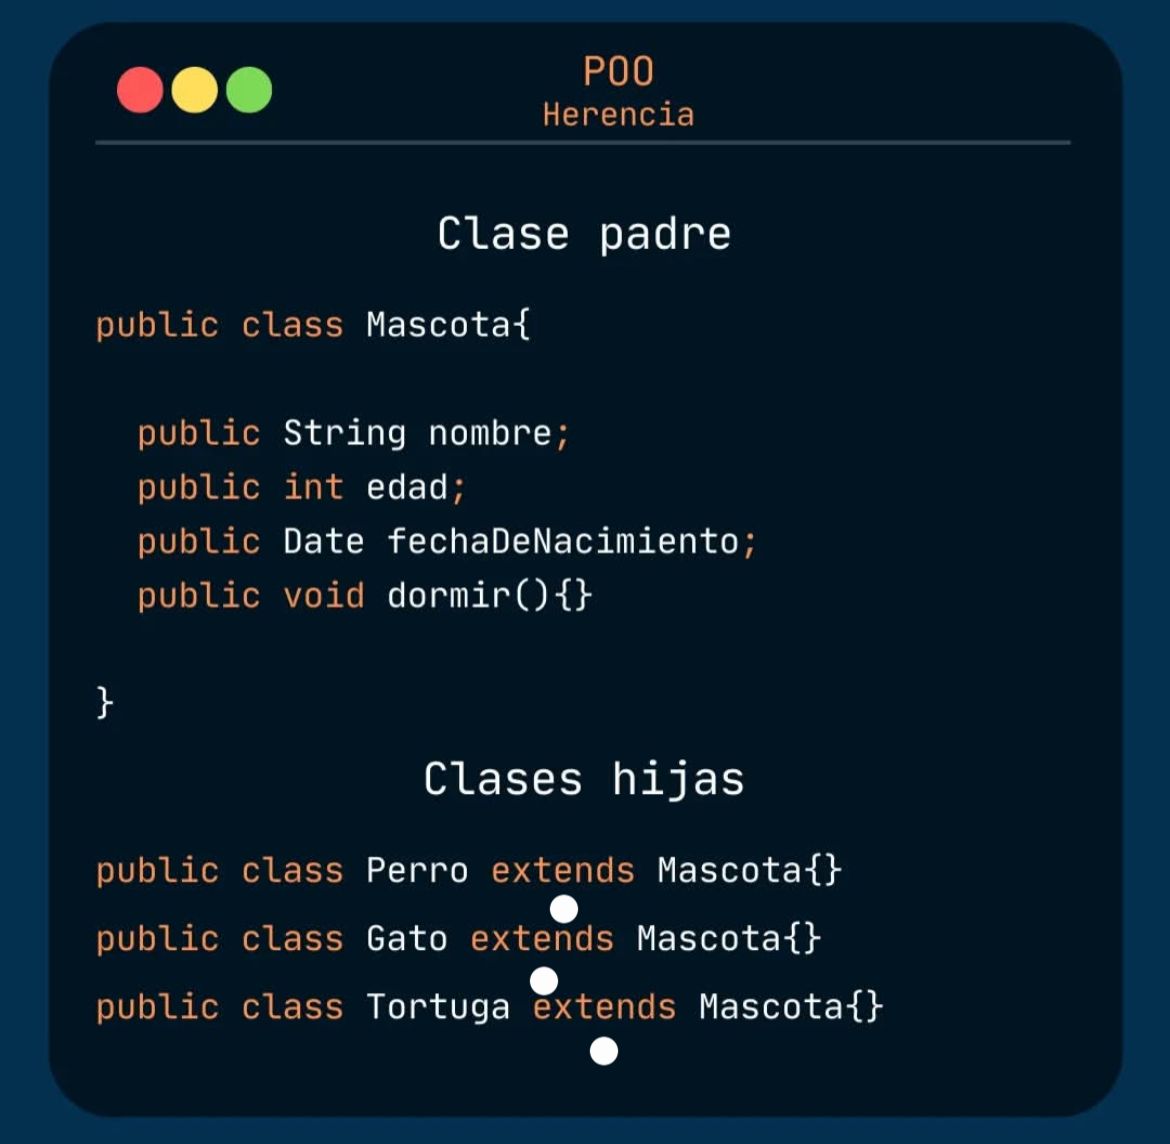 POO
Herencia
Clase padre
public class Mascota{
public String nombre;
public int edad;
public Date fechaDeNacimiento;
public void dormir(){}
}
Clases hijas
public class Perro extends Mascota{}
public class Gato extends Mascota{}
public class Tortuga extends Mascota{}